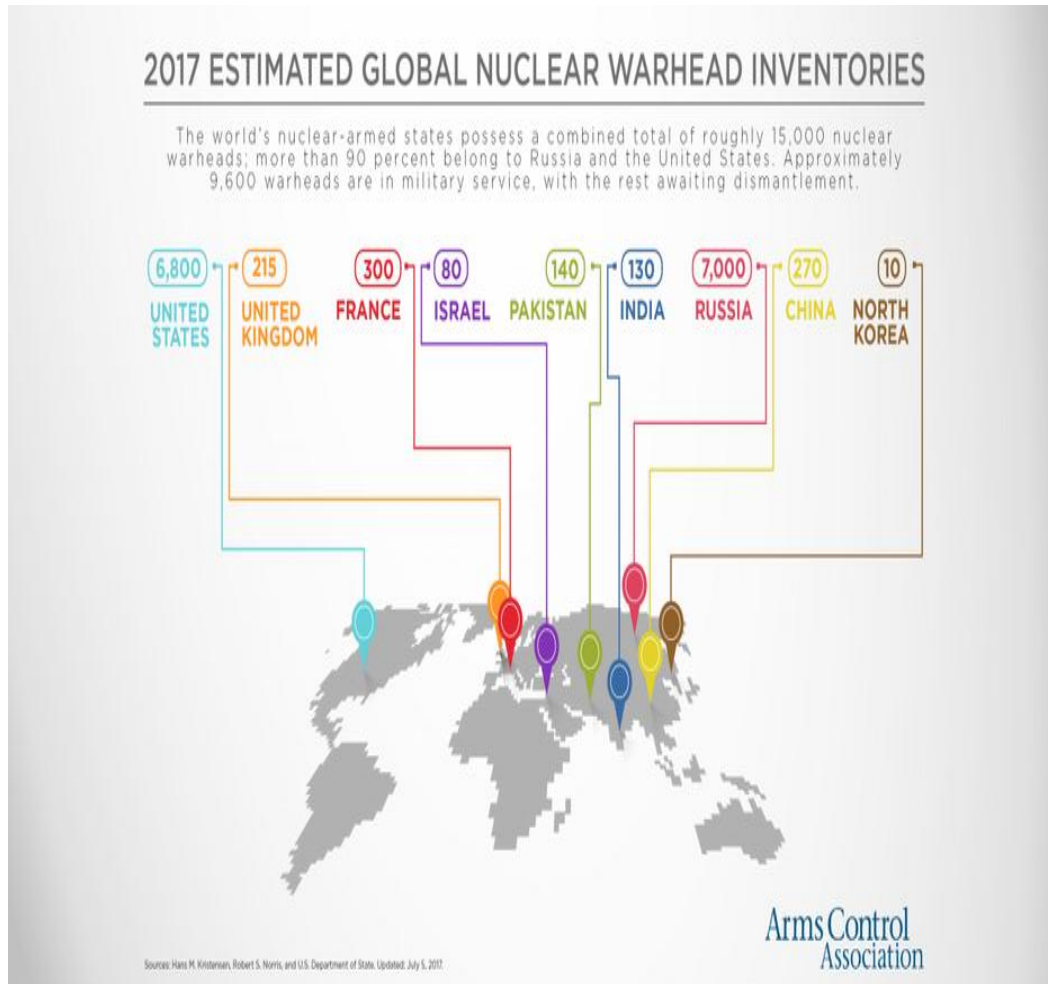 2017 ESTIMATED GLOBAL NUCLEAR WARHEAD INVENTORIES
The world's nuclear-armed states possess a combined total of roughly 15,000 nuclear
warheads; more than 90 percent belong to Russia and the United States. Approximately
9,600 warheads are in military service, with the rest awaiting dismantlement.
6,800
UNITED
STATES
215
UNITED
KINGDOM
300
FRANCE
80
ISRAEL
140
PAKISTAN
130
INDIA
7,000
RUSSIA
270
CHINA
10
NORTH
KOREA
Arms Control
Association
Sources: Hans M. Kristensen, Robert S. Norris, and U.S. Department of State. Updated: July 5, 2017.